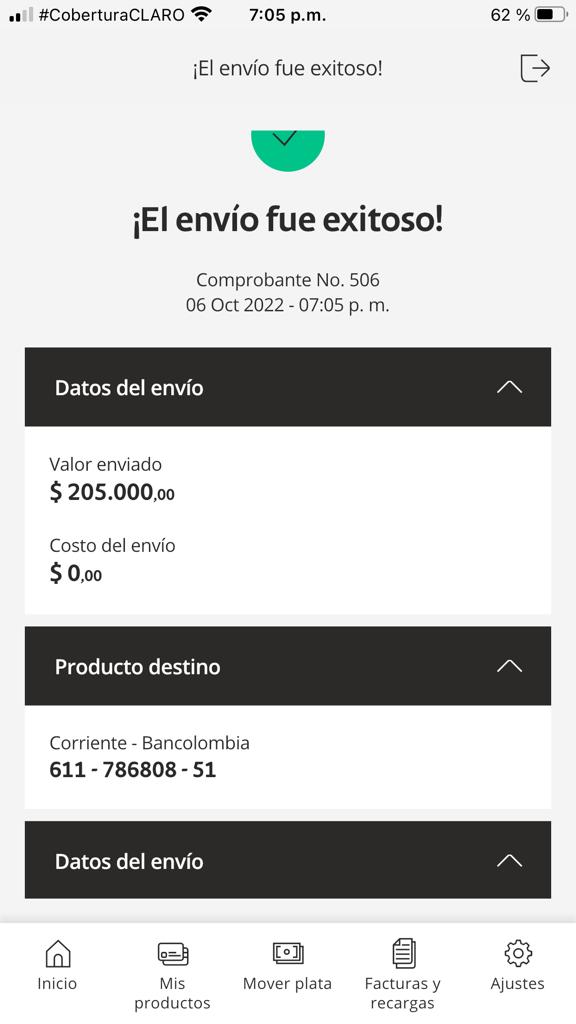 #CoberturaCLARO 7:05 p.m. 62 %
¡El envío fue exitoso!
¡El envío fue exitoso!
Comprobante No. 506
06 Oct 2022 - 07:05 p. m.
Datos del envío
Valor enviado
$ 205.000,00
Costo del envío
$ 0,00
Producto destino
Corriente - Bancolombia
611 - 786808 - 51
Datos del envío
Inicio
Mis productos
Mover plata
Facturas y recargas
Ajustes